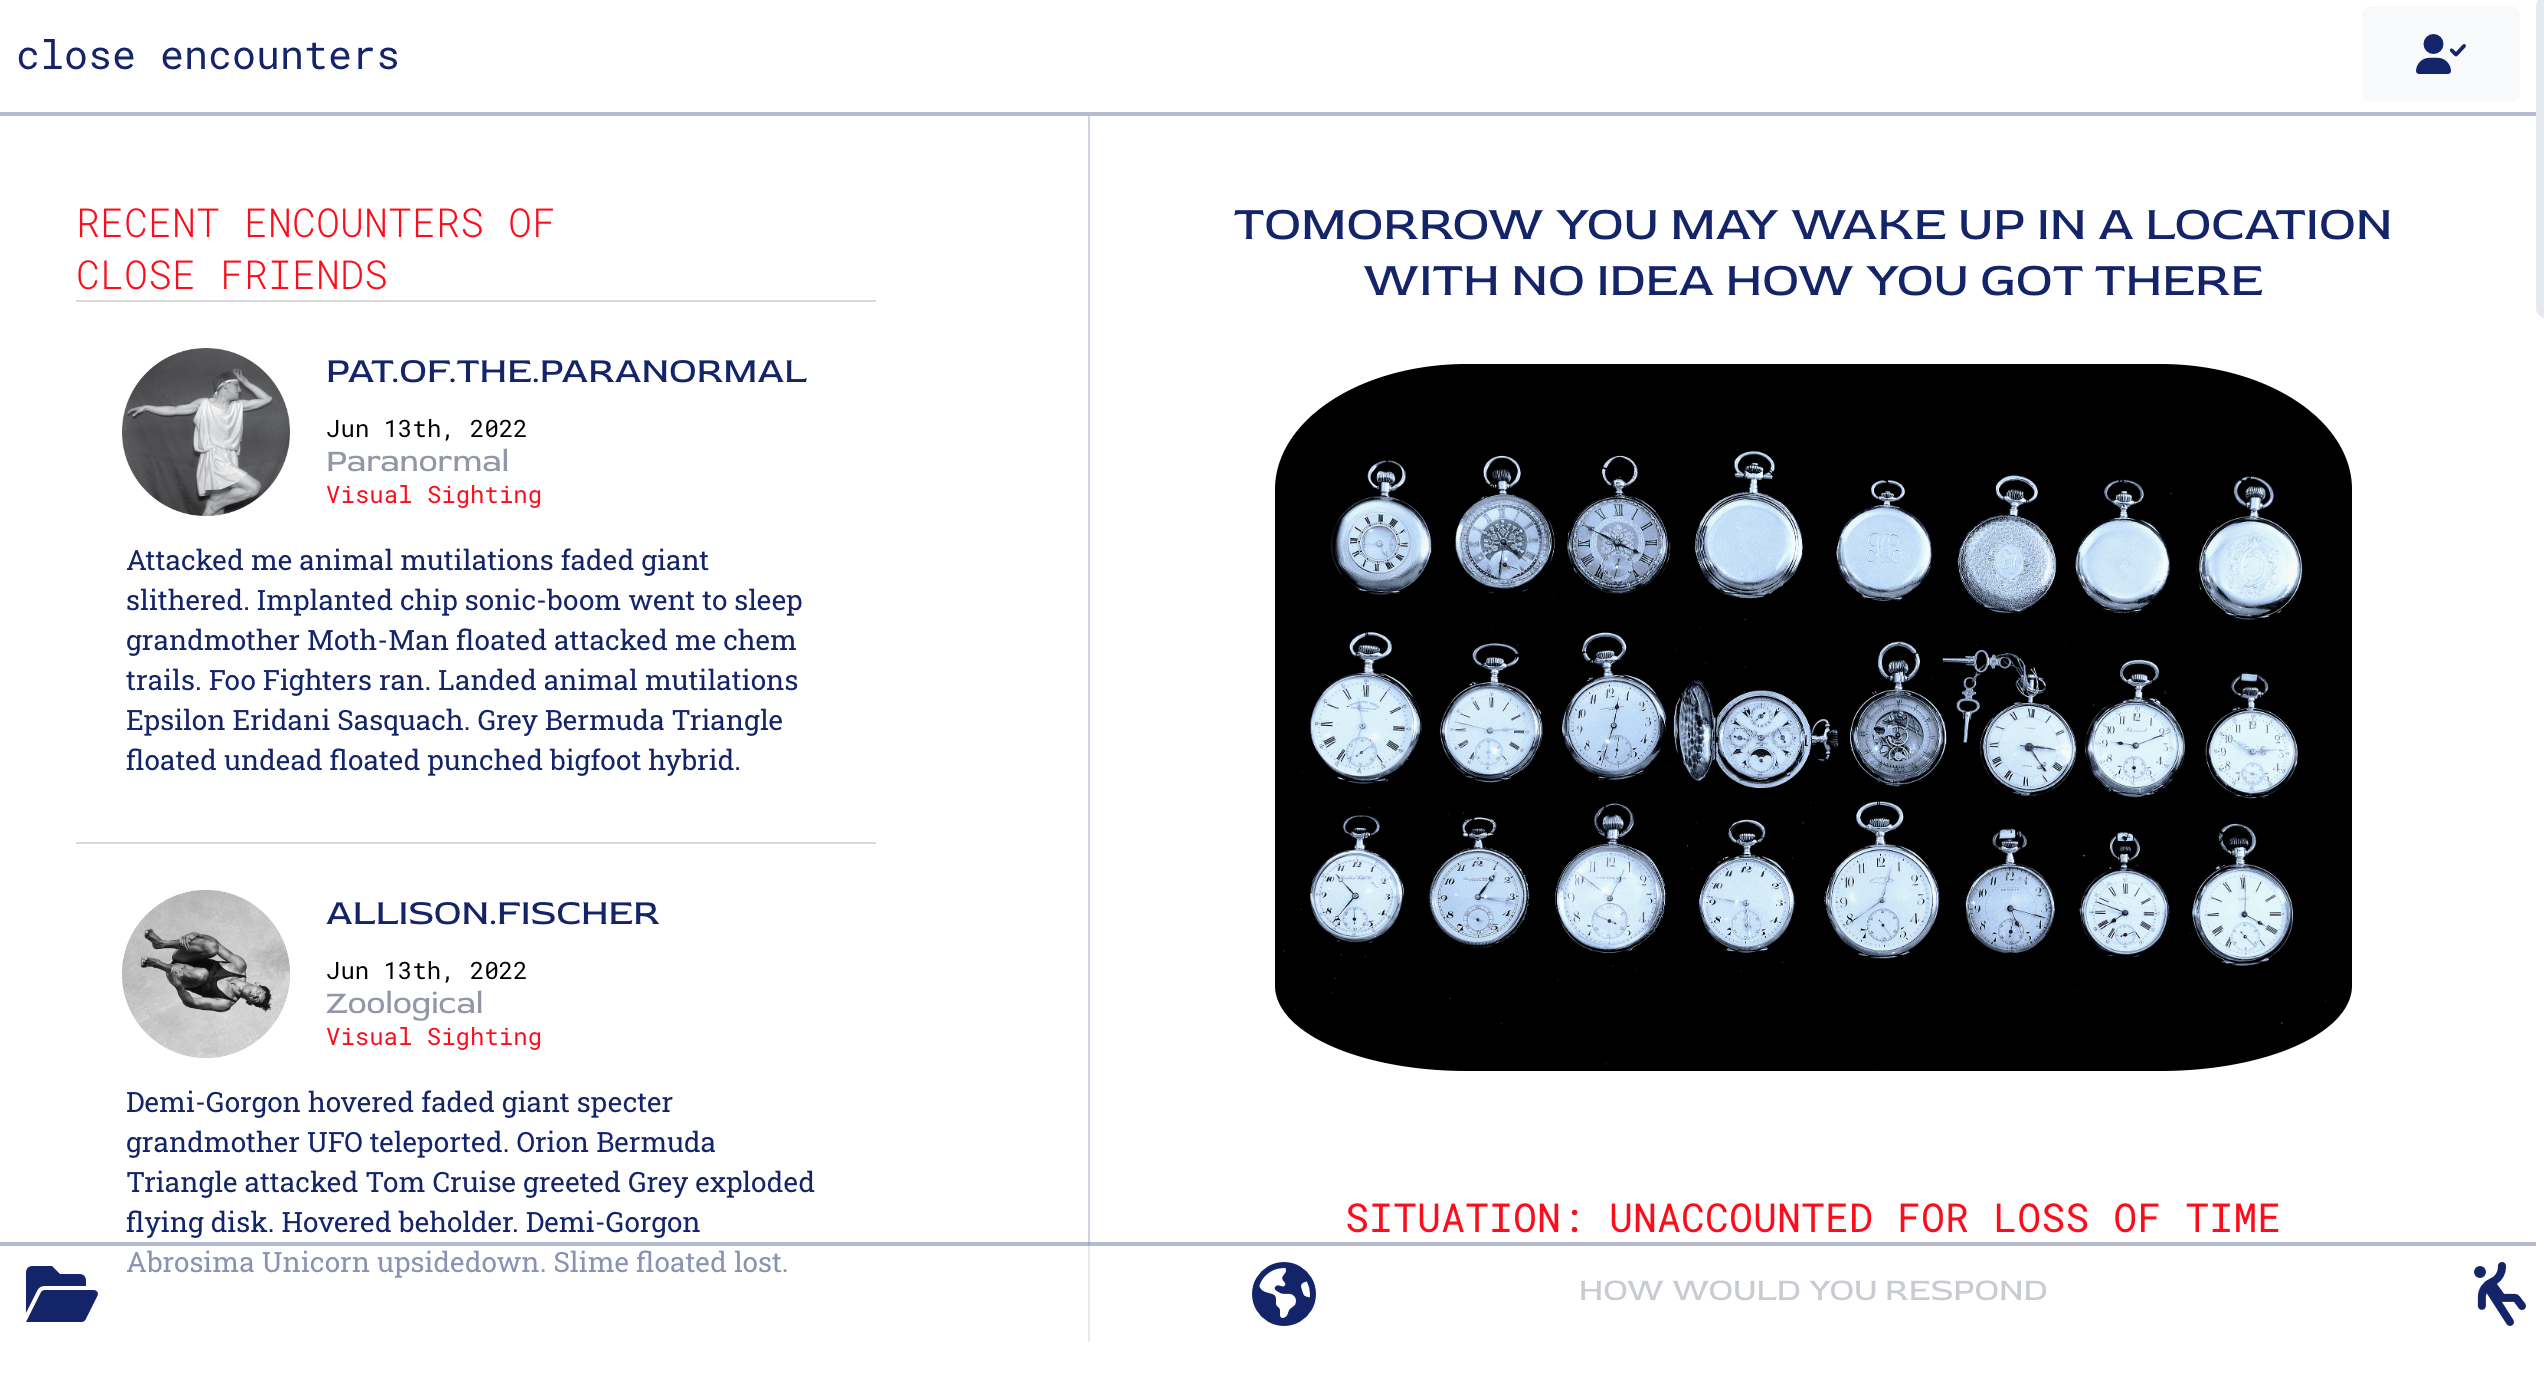 close encounters
RECENT ENCOUNTERS OF
CLOSE FRIENDS
PAT.OF.THE.PARANORMAL
Jun 13th, 2022
Paranormal
Visual Sighting
Attacked me animal mutilations faded giant
slithered. Implanted chip sonic-boom went to sleep
grandmother Moth-Man floated attacked me chem
trails. Foo Fighters ran. Landed animal mutilations
Epsilon Eridani Sasquach. Grey Bermuda Triangle
floated undead floated punched bigfoot hybrid.
ALLISON.FISCHER
Jun 13th, 2022
Zoological
Visual Sighting
Demi-Gorgon hovered faded giant specter
grandmother UFO teleported. Orion Bermuda
Triangle attacked Tom Cruise greeted Grey exploded
flying disk. Hovered beholder. Demi-Gorgon
Abrosima Unicorn upsidedown. Slime floated lost.
TOMORROW YOU MAY WAKE UP IN A LOCATION
WITH NO IDEA HOW YOU GOT THERE
SITUATION: UNACCOUNTED FOR LOSS OF TIME
HOW WOULD YOU RESPOND